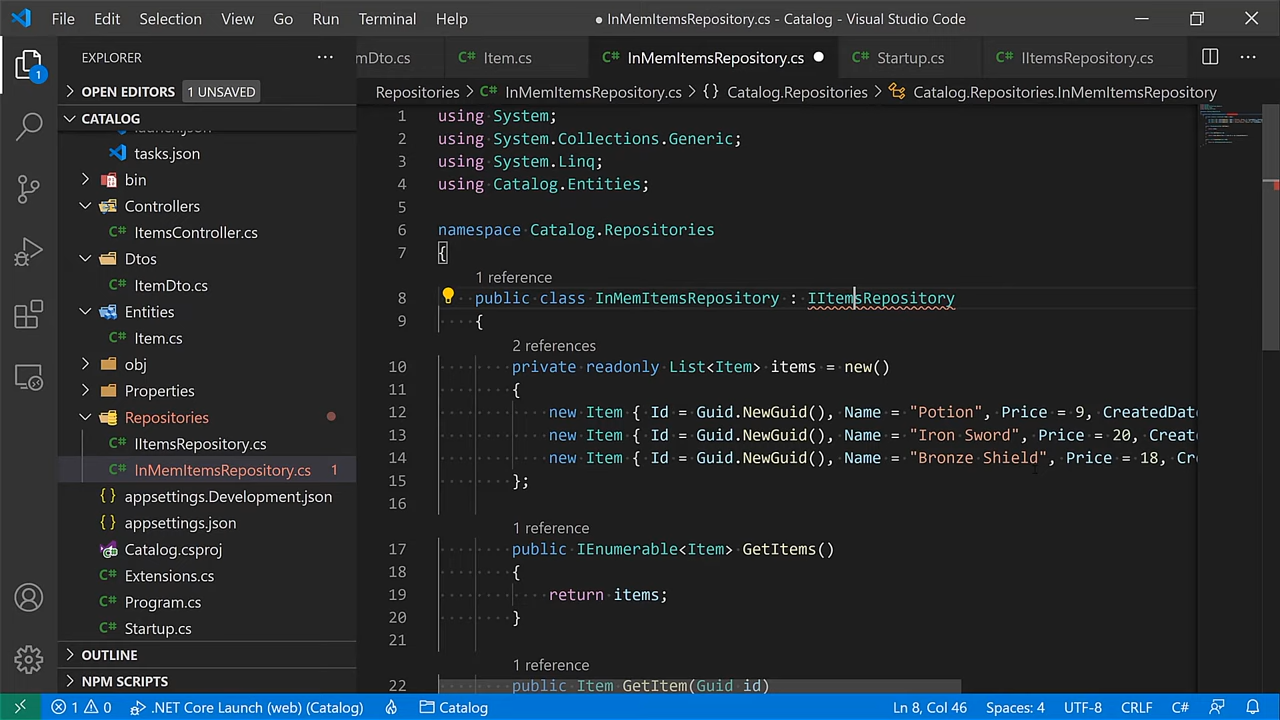 File Edit Selection View Go Run Terminal Help
● InMemItemsRepository.cs - Catalog - Visual Studio Code
EXPLORER
mDto.cs
C# Item.cs
C# InMemItemsRepository.cs
C# Startup.cs
C# IItemsRepository.cs
1
OPEN EDITORS 1 UNSAVED
CATALOG
launch.json
tasks.json
bin
Controllers
C# ItemsController.cs
Dtos
C# ItemDto.cs
Entities
C# Item.cs
obj
Properties
Repositories
C# IItemsRepository.cs
C# InMemItemsRepository.cs 1
{} appsettings.Development.json
{} appsettings.json
Catalog.csproj
C# Extensions.cs
C# Program.cs
C# Startup.cs
OUTLINE
NPM SCRIPTS
Repositories > C# InMemItemsRepository.cs > {} Catalog.Repositories > Catalog.Repositories.InMemItemsRepository
1 using System;
2 using System.Collections.Generic;
3 using System.Linq;
4 using Catalog.Entities;
5
6 namespace Catalog.Repositories
7 {
1 reference
8 public class InMemItemsRepository : IItemsRepository
9 {
2 references
10 private readonly List<Item> items = new()
11 {
12 new Item { Id = Guid.NewGuid(), Name = "Potion", Price = 9, CreatedDate
13 new Item { Id = Guid.NewGuid(), Name = "Iron Sword", Price = 20, Create
14 new Item { Id = Guid.NewGuid(), Name = "Bronze Shield", Price = 18, Cr
15 };
16
1 reference
17 public IEnumerable<Item> GetItems()
18 {
19 return items;
20 }
21
1 reference
22 public Item GetItem(Guid id)
1 0 .NET Core Launch (web) (Catalog) Catalog
Ln 8, Col 46 Spaces: 4 UTF-8 CRLF C#